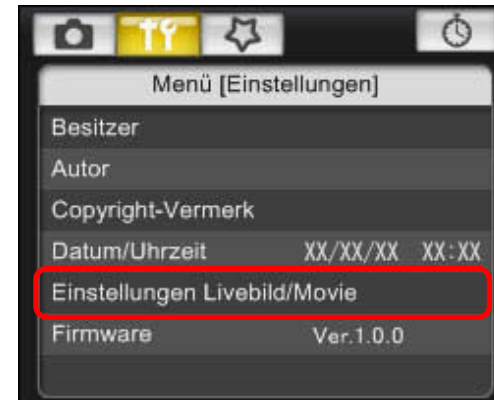 Menü [Einstellungen]
Besitzer
Autor
Copyright-Vermerk
Datum/Uhrzeit XX/XX/XX XX:XX
Einstellungen Livebild/Movie
Firmware Ver.1.0.0